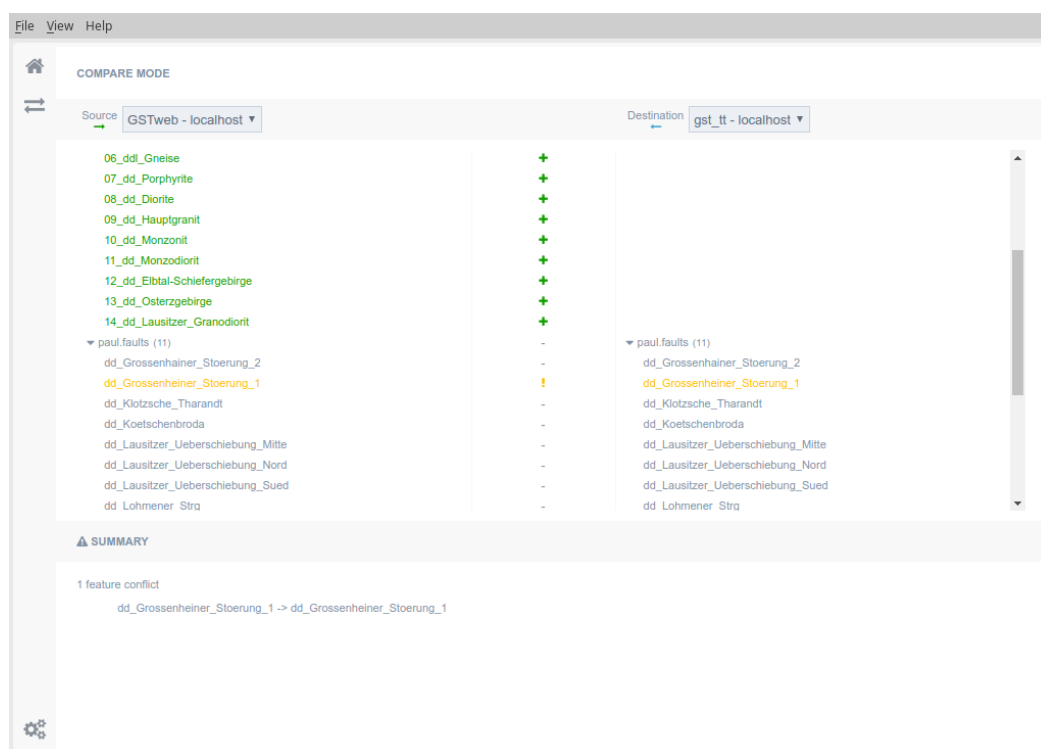 File View Help
COMPARE MODE
Source GSTweb - localhost ▼ Destination gst_tt - localhost ▼
06_ddl_Gneise +
07_dd_Porphyrite +
08_dd_Diorite +
09_dd_Hauptgranit +
10_dd_Monzonit +
11_dd_Monzodiorit +
12_dd_Elbtal-Schiefergebirge +
13_dd_Osterzgebirge +
14_dd_Lausitzer_Granodiorit +
paul.faults (11) - paul.faults (11)
dd_Grossenhainer_Stoerung_2 - dd_Grossenhainer_Stoerung_2
dd_Grossenheiner_Stoerung_1 ! dd_Grossenheiner_Stoerung_1
dd_Klotzsche_Tharandt - dd_Klotzsche_Tharandt
dd_Koetschenbroda - dd_Koetschenbroda
dd_Lausitzer_Ueberschiebung_Mitte - dd_Lausitzer_Ueberschiebung_Mitte
dd_Lausitzer_Ueberschiebung_Nord - dd_Lausitzer_Ueberschiebung_Nord
dd_Lausitzer_Ueberschiebung_Sued - dd_Lausitzer_Ueberschiebung_Sued
dd_Lohmener_Strg - dd_Lohmener_Strg
SUMMARY
1 feature conflict
dd_Grossenheiner_Stoerung_1 -> dd_Grossenheiner_Stoerung_1